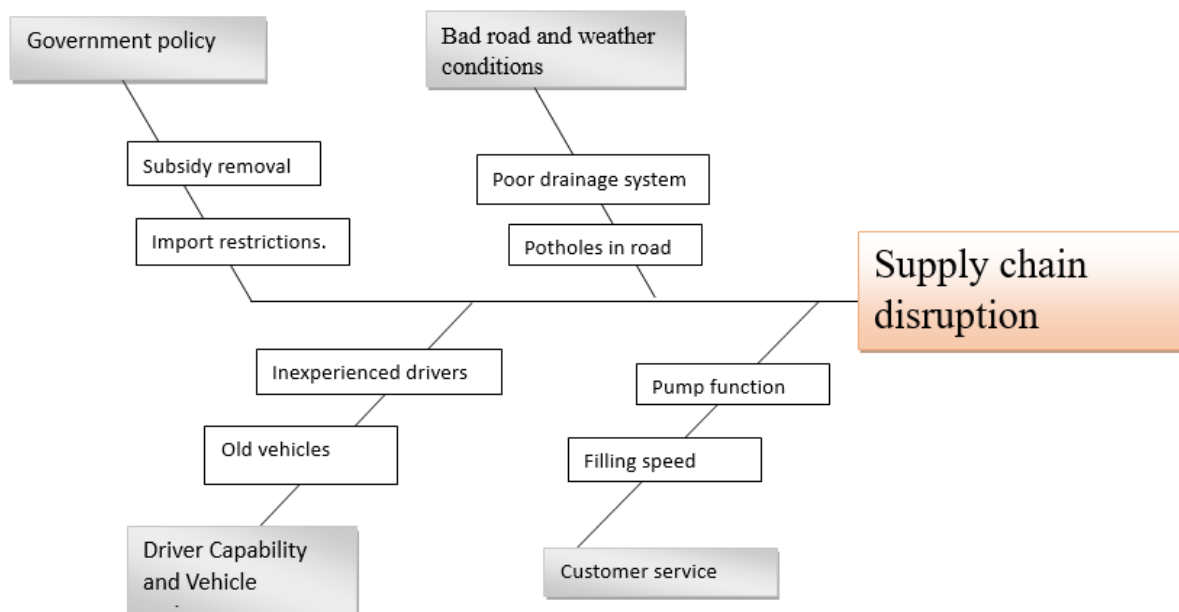 Government policy
Bad road and weather
conditions
Subsidy removal
Poor drainage system
Import restrictions.
Potholes in road
Supply chain
disruption
Inexperienced drivers
Pump function
Old vehicles
Filling speed
Driver Capability
and Vehicle
Customer service